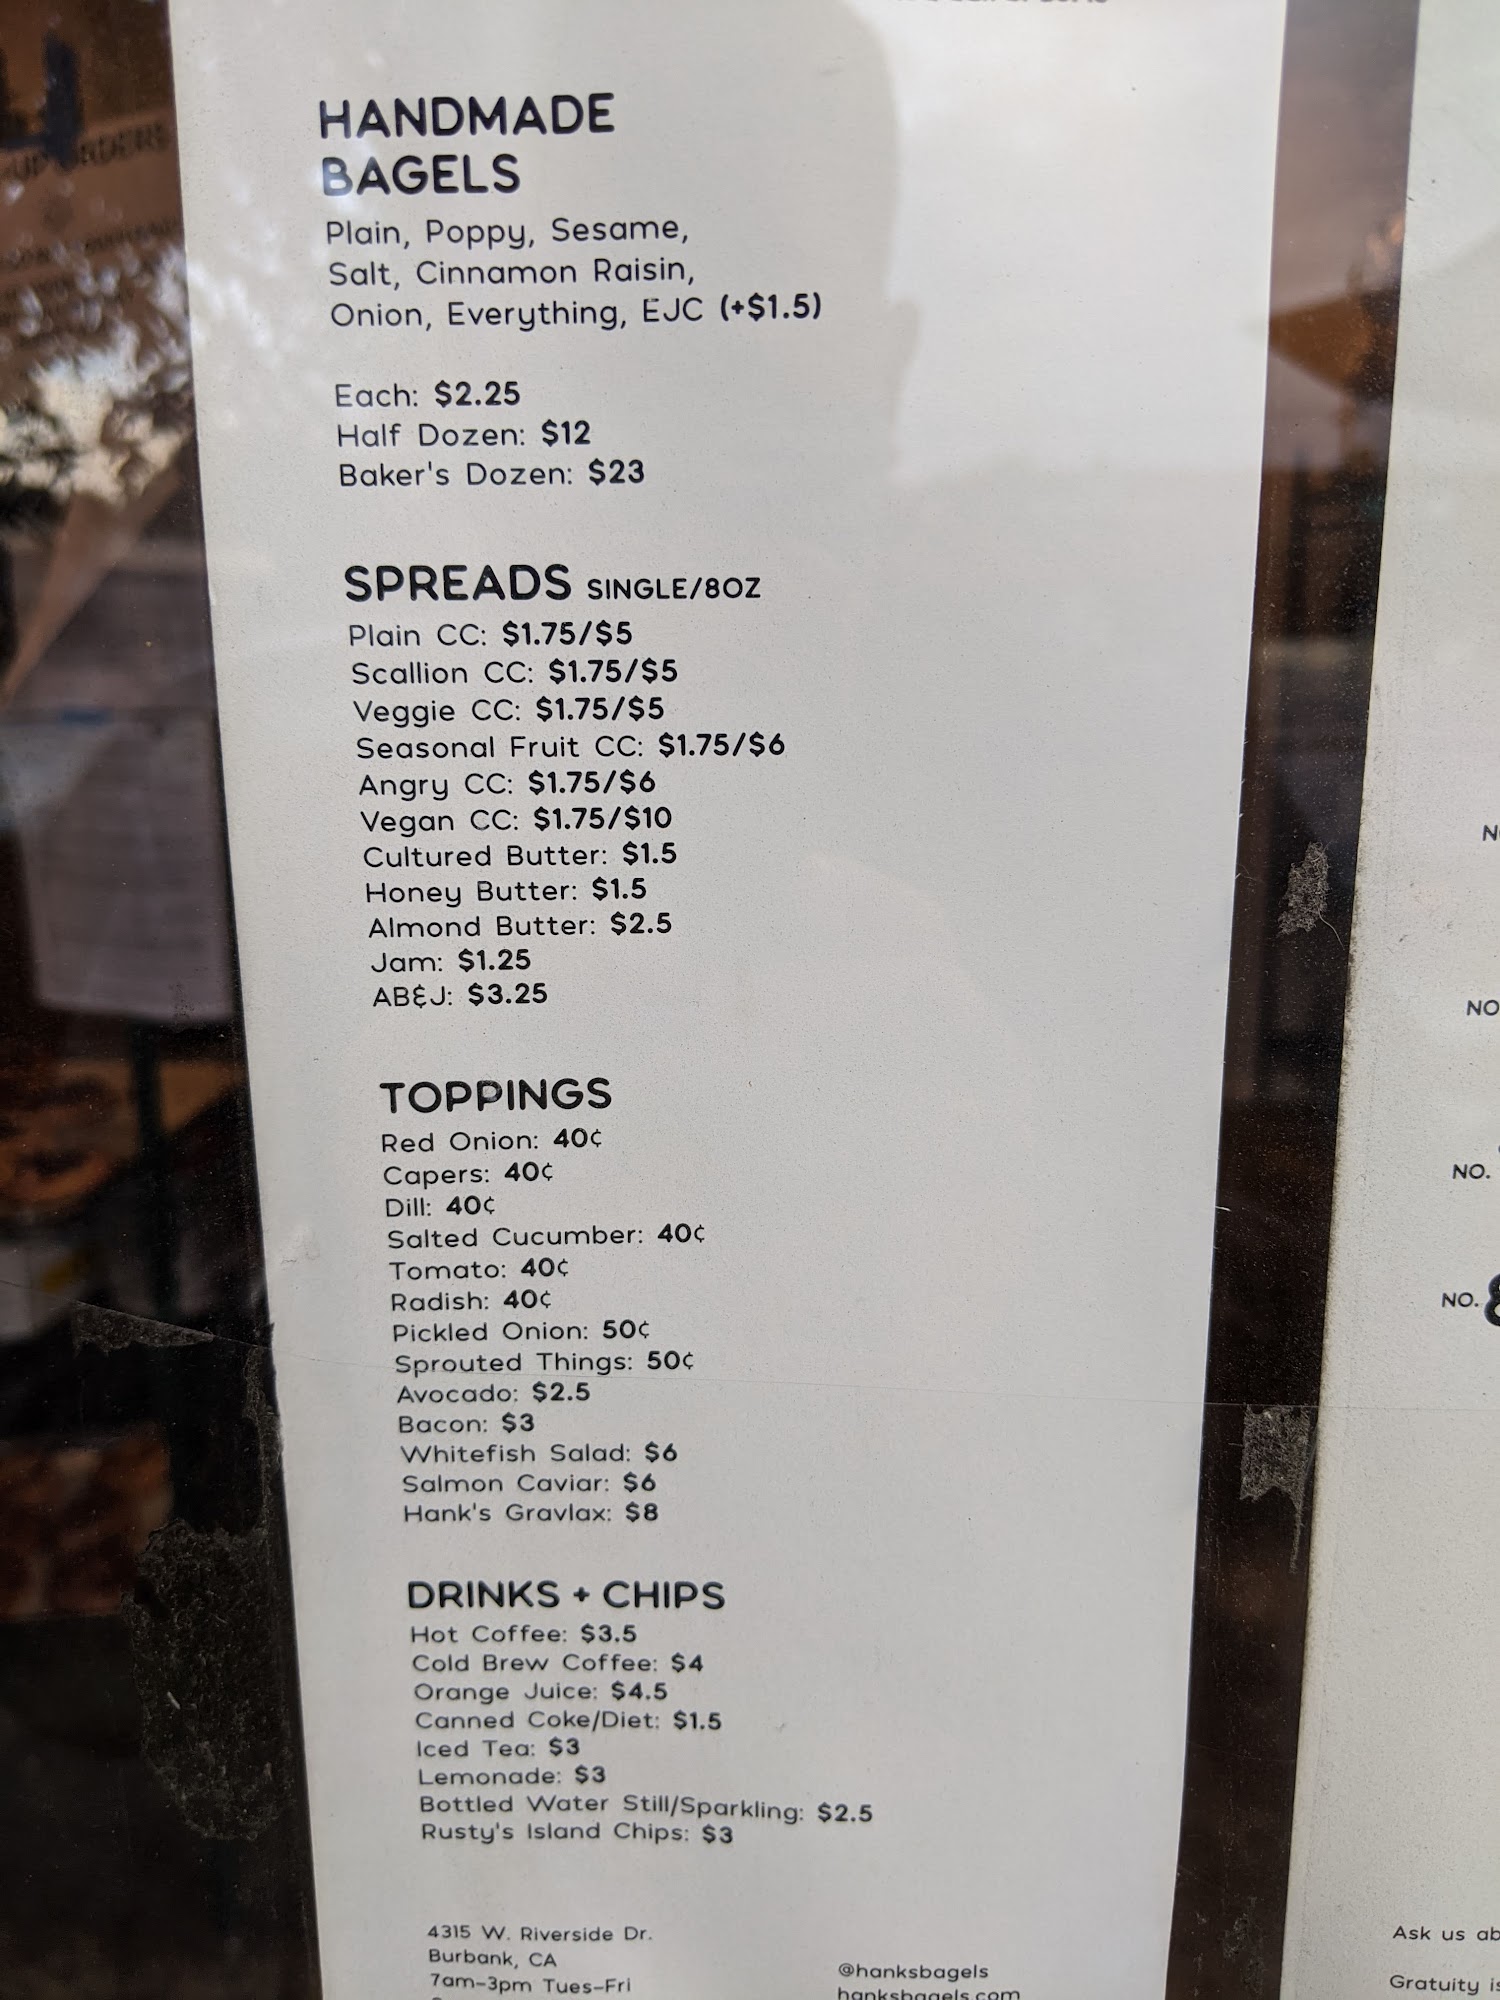 HANDMADE
BAGELS
Plain, Poppy, Sesame,
Salt, Cinnamon Raisin,
Onion, Everything, EJC (+$1.5)
Each: $2.25
Half Dozen: $12
Baker's Dozen: $23
SPREADS SINGLE/8OZ
Plain CC: $1.75/$5
Scallion CC: $1.75/$5
Veggie CC: $1.75/$5
Seasonal Fruit CC: $1.75/$6
Angry CC: $1.75/$6
Vegan CC: $1.75/$10
Cultured Butter: $1.5
Honey Butter: $1.5
Almond Butter: $2.5
Jam: $1.25
AB&J: $3.25
TOPPINGS
Red Onion: 40¢
Capers: 40¢
Dill: 40¢
Salted Cucumber: 40¢
Tomato: 40¢
Radish: 40¢
Pickled Onion: 50¢
Sprouted Things: 50¢
Avocado: $2.5
Bacon: $3
Whitefish Salad: $6
Salmon Caviar: $6
Hank's Gravlax: $8
DRINKS + CHIPS
Hot Coffee: $3.5
Cold Brew Coffee: $4
Orange Juice: $4.5
Canned Coke/Diet: $1.5
Iced Tea: $3
Lemonade: $3
Bottled Water Still/Sparkling: $2.5
Rusty's Island Chips: $3
4315 W. Riverside Dr.
Burbank, CA
7am-3pm Tues-Fri
@hanksbagels
hanksbagels.com
NO.
NO.
Ask us
Gratuity